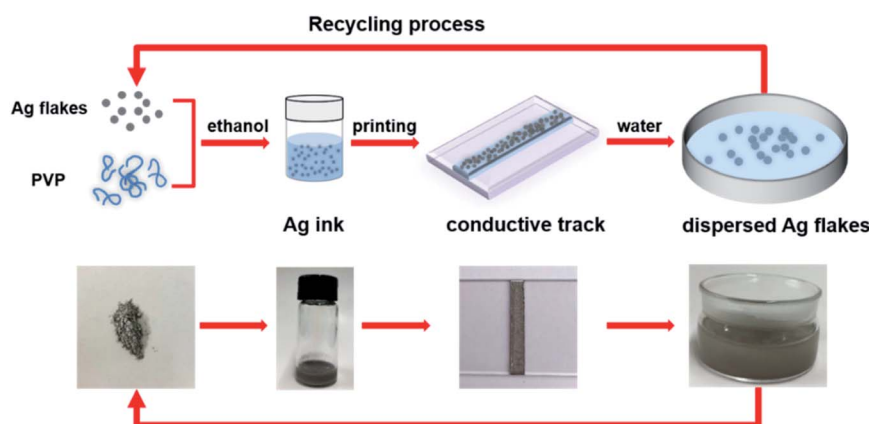 Recycling process
Ag flakes
PVP
ethanol
printing
water
Ag ink
conductive track
dispersed Ag flakes